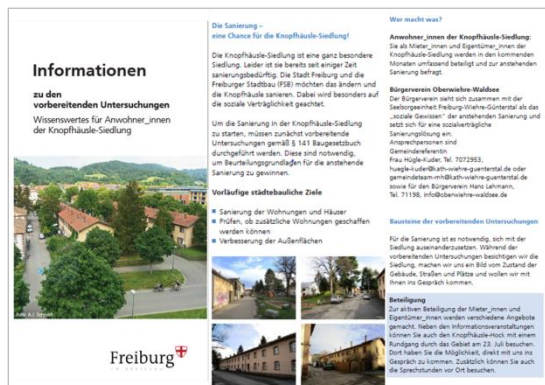 Informationen
zu den
vorbereitenden Untersuchungen
Wissenswertes für Anwohner_innen
der Knopfhäusle-Siedlung
Freiburg
Die Sanierung –
eine Chance für die Knopfhäusle-Siedlung!
Die Knopfhäusle-Siedlung ist eine ganz besondere
Siedlung. Leider ist sie bereits seit einiger Zeit
sanierungsbedürftig. Die Stadt Freiburg und die
Freiburger Stadtbau (FSB) möchten das ändern und
die Knopfhäusle sanieren. Dabei wird besonders auf
die soziale Verträglichkeit geachtet.
Um die Sanierung in der Knopfhäusle-Siedlung
zu starten, müssen zunächst vorbereitende
Untersuchungen gemäß § 141 Baugesetzbuch
durchgeführt werden. Diese sind notwendig,
um Beurteilungsgrundlagen für die anstehende
Sanierung zu gewinnen.
Vorläufige städtebauliche Ziele
Sanierung der Wohnungen und Häuser
Prüfen, ob zusätzliche Wohnungen geschaffen
werden können
Verbesserung der Außenflächen
Wer macht was?
Anwohner_innen der Knopfhäusle-Siedlung:
Sie als Mieter_innen und Eigentümer_innen der
Knopfhäusle-Siedlung werden in den kommenden
Monaten umfassend beteiligt und zur anstehenden
Sanierung befragt.
Bürgerverein Oberwiehre-Waldsee
Der Bürgerverein sieht sich zusammen mit der
Seelsorgeeinheit Freiburg-Wiehre-Günterstal als das
„soziale Gewissen" der anstehenden Sanierung und
setzt sich für eine sozialverträgliche
Sanierungslösung ein.
Ansprechpersonen sind
Gemeindereferentin
Frau Hügle-Kuder, Tel. 7072953,
huegle-kuder@kath-wiehre-guenterstal.de oder
gemeindeteam-mh@kath-wiehre-guenterstal.de
sowie für den Bürgerverein Hans Lehmann,
Tel. 71198, info@oberwiehre-waldsee.de
Bausteine der vorbereitenden Untersuchungen
Für die Sanierung ist es notwendig, sich mit der
Siedlung auseinanderzusetzen. Während der
vorbereitenden Untersuchungen besichtigen wir die
Siedlung, machen wir uns ein Bild vom Zustand der
Gebäude, Straßen und Plätze und wollen wir mit
Ihnen ins Gespräch kommen.
Beteiligung
Zur aktiven Beteiligung der Mieter_innen und
Eigentümer_innen werden verschiedene Angebote
gemacht. Neben den Informationsveranstaltungen
können Sie auch den Knopfhäusle-Hock mit einem
Rundgang durch das Gebiet am 23. Juli besuchen.
Dort haben Sie die Möglichkeit, direkt mit uns ins
Gespräch zu kommen. Zusätzlich können Sie auch
die Sprechstunden vor Ort besuchen.